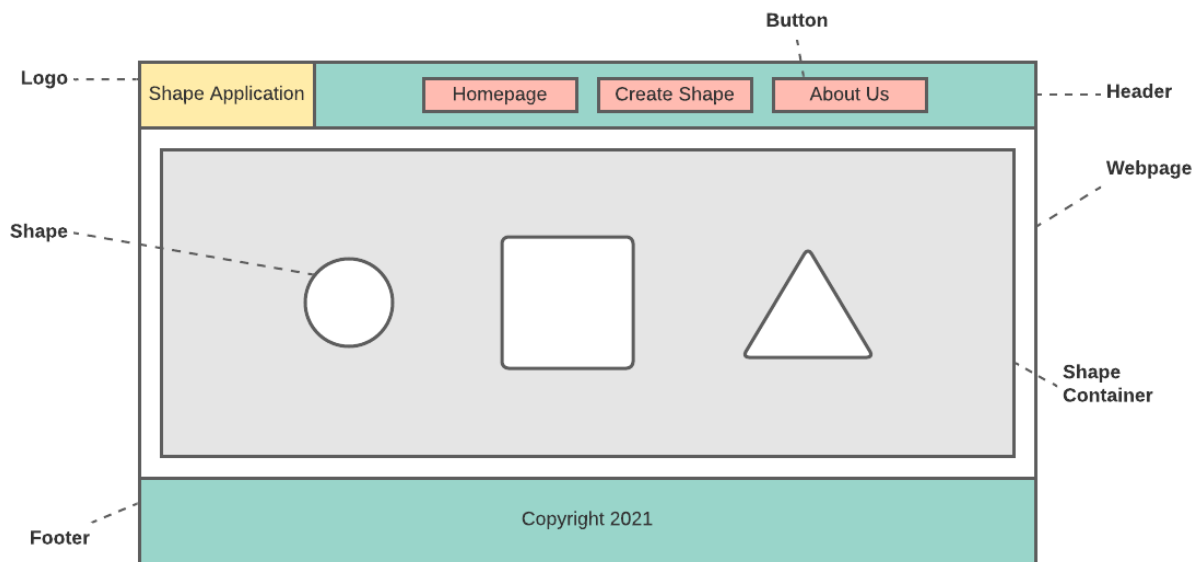 Button
Logo
Shape Application
Homepage
Create Shape
About Us
Header
Webpage
Shape
Shape
Container
Copyright 2021
Footer